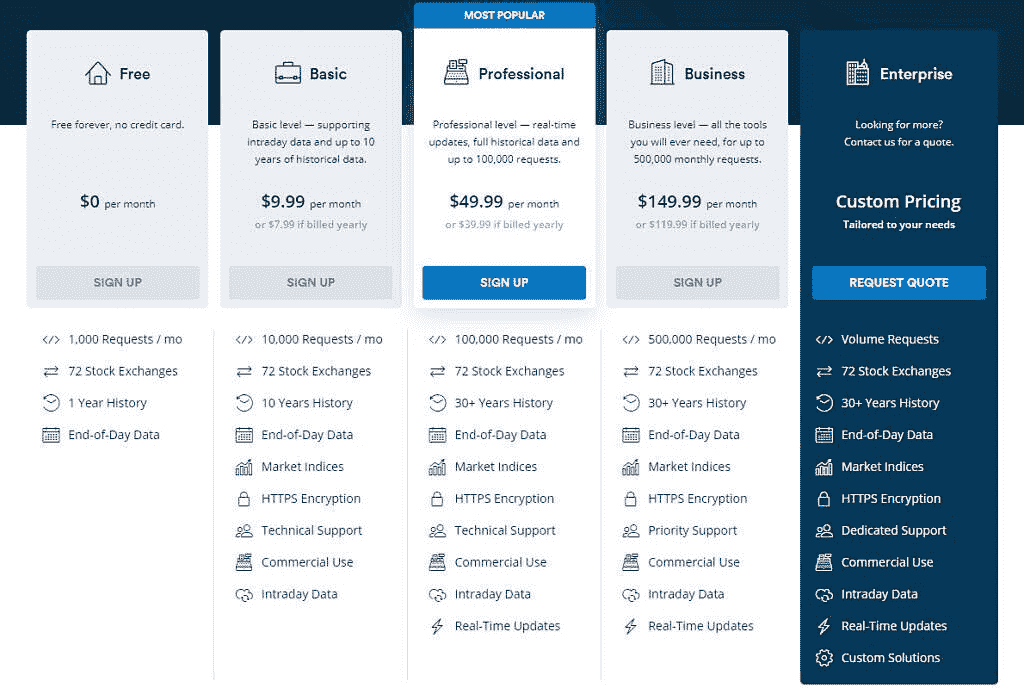 MOST POPULAR
Free
Free forever, no credit card.
$0 per month
SIGN UP
1,000 Requests / mo
72 Stock Exchanges
1 Year History
End-of-Day Data
Basic
Basic level — supporting
intraday data and up to 10
years of historical data.
$9.99 per month
or $7.99 if billed yearly
SIGN UP
10,000 Requests / mo
72 Stock Exchanges
10 Years History
End-of-Day Data
Market Indices
HTTPS Encryption
Technical Support
Commercial Use
Intraday Data
Professional
Professional level — real-time
updates, full historical data and
up to 100,000 requests.
$49.99 per month
or $39.99 if billed yearly
SIGN UP
100,000 Requests / mo
72 Stock Exchanges
30+ Years History
End-of-Day Data
Market Indices
HTTPS Encryption
Technical Support
Commercial Use
Intraday Data
Real-Time Updates
Business
Business level — all the tools
you will ever need, for up to
500,000 monthly requests.
$149.99 per month
or $119.99 if billed yearly
SIGN UP
500,000 Requests / mo
72 Stock Exchanges
30+ Years History
End-of-Day Data
Market Indices
HTTPS Encryption
Priority Support
Commercial Use
Intraday Data
Real-Time Updates
Enterprise
Looking for more?
Contact us for a quote.
Custom Pricing
Tailored to your needs
REQUEST QUOTE
Volume Requests
72 Stock Exchanges
30+ Years History
End-of-Day Data
Market Indices
HTTPS Encryption
Dedicated Support
Commercial Use
Intraday Data
Real-Time Updates
Custom Solutions